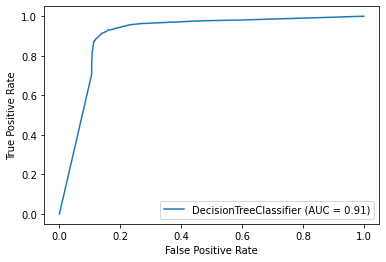 1.0
0.8
0.6
0.4
0.2
0.0
True Positive Rate
DecisionTreeClassifier (AUC = 0.91)
0.0 0.2 0.4 0.6 0.8 1.0
False Positive Rate